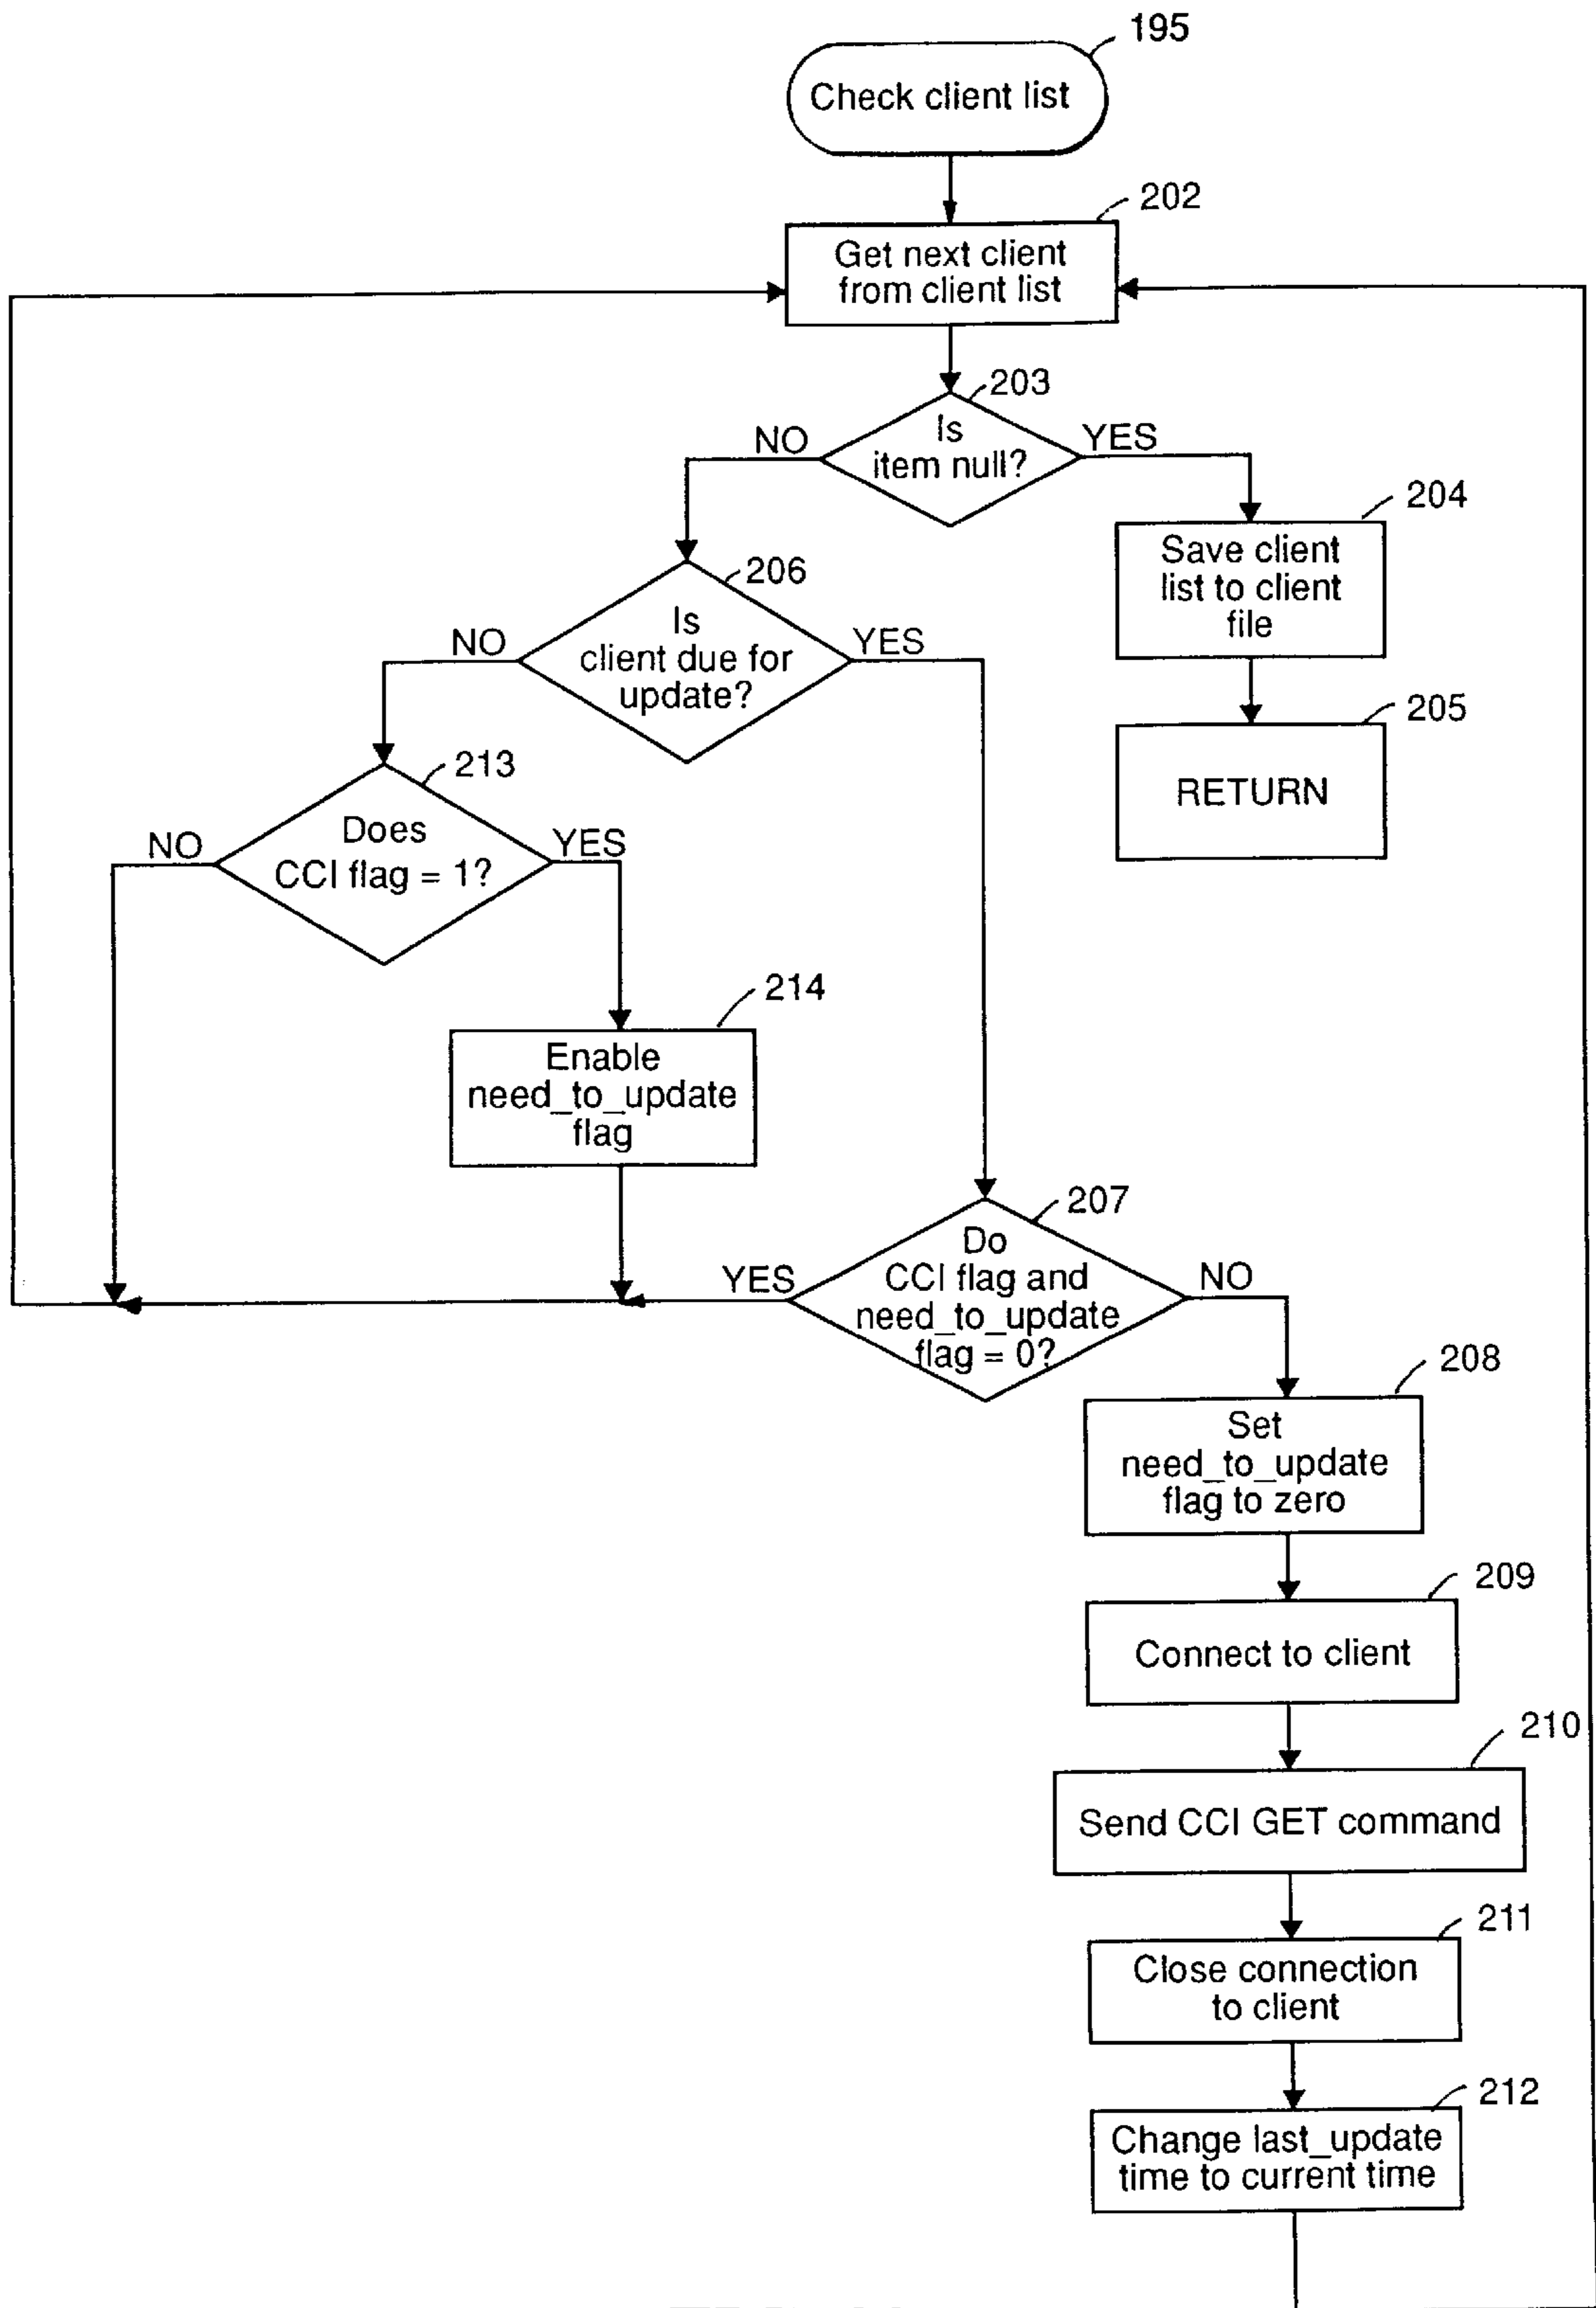 195
Check client list
202
Get next client
from client list
203
Is
item null?
NO
YES
204
Save client
list to client
file
205
RETURN
206
Is
client due for
update?
NO
YES
213
Does
CCI flag = 1?
NO
YES
214
Enable
need_to_update
flag
207
Do
CCI flag and
need_to_update
flag = 0?
YES
NO
208
Set
need_to_update
flag to zero
209
Connect to client
210
Send CCI GET command
211
Close connection
to client
212
Change last_update
time to current time